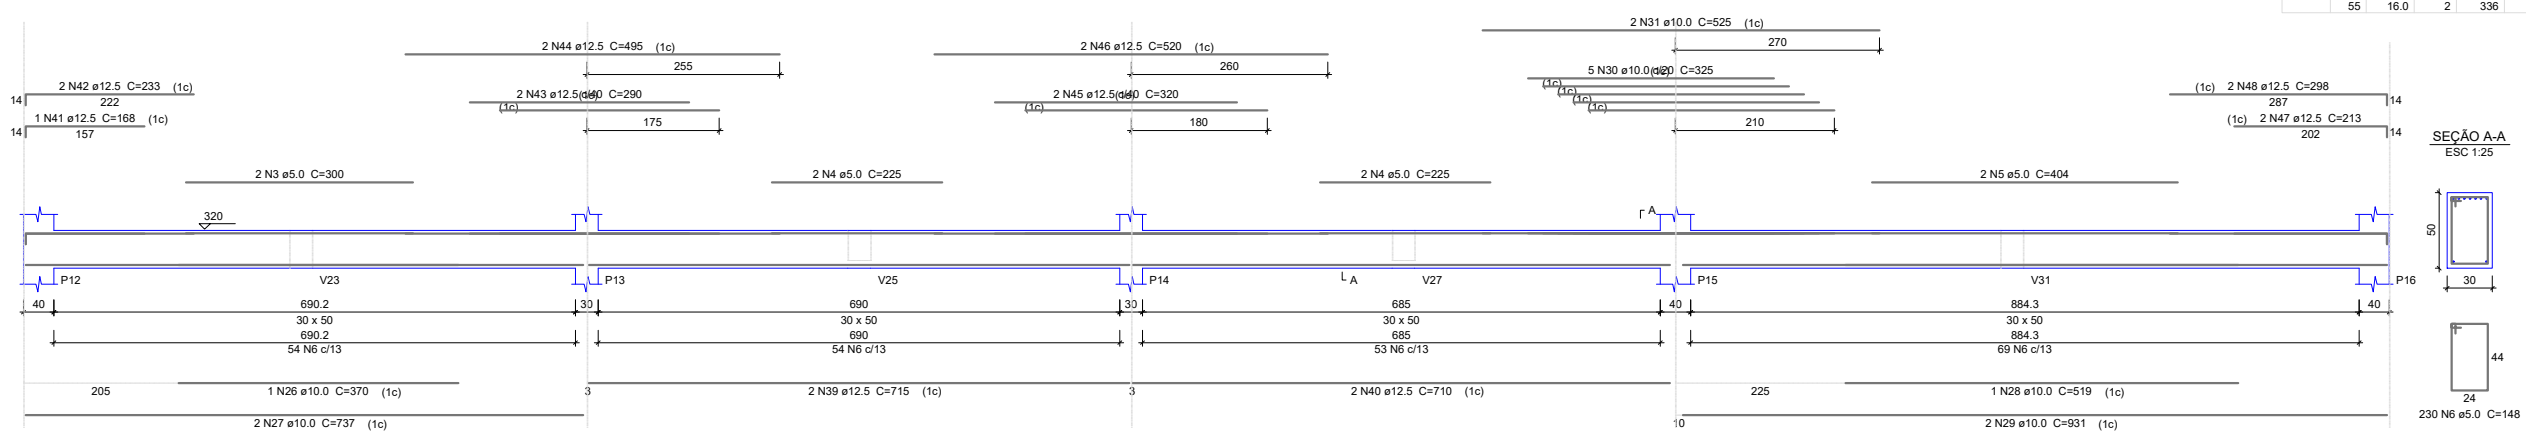 55 16.0 2 336
2 N31 ø10.0 C=525 (1c)
270
2 N44 ø12.5 C=495 (1c)
255
2 N46 ø12.5 C=520 (1c)
260
5 N30 ø10.0 c/20 C=325
(1c)
(1c)
(1c)
(1c)
(1c)
210
14
2 N42 ø12.5 C=233 (1c)
222
2 N43 ø12.5 c/40 C=290
(1c)
(1c)
175
2 N45 ø12.5 c/40 C=320
(1c)
(1c)
180
(1c) 2 N48 ø12.5 C=298
287
14
14
1 N41 ø12.5 C=168 (1c)
157
(1c) 2 N47 ø12.5 C=213
202
14
SEÇÃO A-A
ESC 1:25
2 N3 ø5.0 C=300
2 N4 ø5.0 C=225
2 N4 ø5.0 C=225
2 N5 ø5.0 C=404
320
A
50
30
P12 V23 P13 V25 P14 A V27 P15 V31 P16
40 690.2 30 690 30 685 40 884.3 40
30 x 50 30 x 50 30 x 50 30 x 50
690.2 690 685 884.3
54 N6 c/13 54 N6 c/13 53 N6 c/13 69 N6 c/13
44
24
230 N6 ø5.0 C=148
205 1 N26 ø10.0 C=370 (1c) 3 2 N39 ø12.5 C=715 (1c) 3 2 N40 ø12.5 C=710 (1c) 225 1 N28 ø10.0 C=519 (1c)
2 N27 ø10.0 C=737 (1c) 10 2 N29 ø10.0 C=931 (1c)